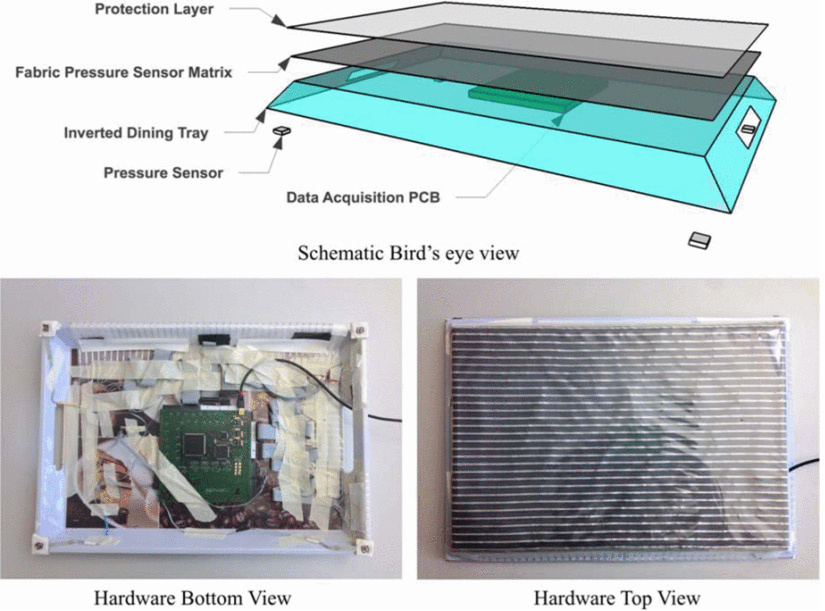 Protection Layer
Fabric Pressure Sensor Matrix
Inverted Dining Tray
Pressure Sensor
Data Acquisition PCB
Schematic Bird's eye view
Hardware Bottom View
Hardware Top View